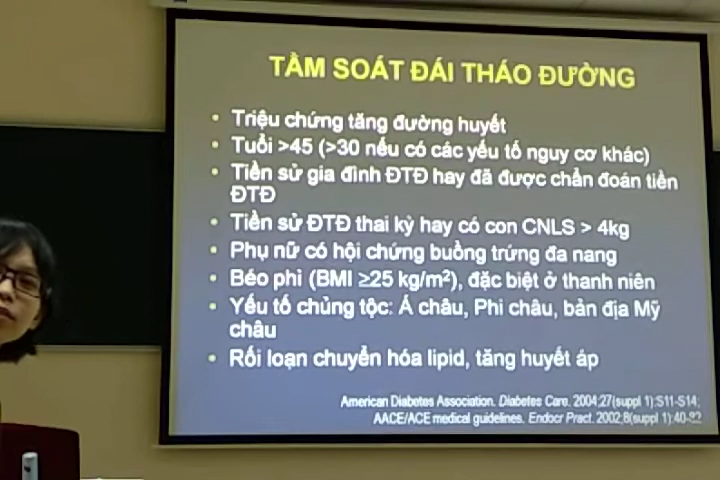 TẦM SOÁT ĐÁI THÁO ĐƯỜNG
• Triệu chứng tăng đường huyết
• Tuổi >45 (>30 nếu có các yếu tố nguy cơ khác)
• Tiền sử gia đình ĐTĐ hay đã được chẩn đoán tiền
ĐTĐ
• Tiền sử ĐTĐ thai kỳ hay có con CNLS > 4kg
• Phụ nữ có hội chứng buồng trứng đa nang
• Béo phì (BMI ≥25 kg/m²), đặc biệt ở thanh niên
• Yếu tố chủng tộc: Á châu, Phi châu, bản địa Mỹ
châu
• Rối loạn chuyển hóa lipid, tăng huyết áp
American Diabetes Association. Diabetes Care. 2004;27(suppl 1):S11-S14;
AACE/ACE medical guidelines. Endocr Pract. 2002;8(suppl 1):40-82